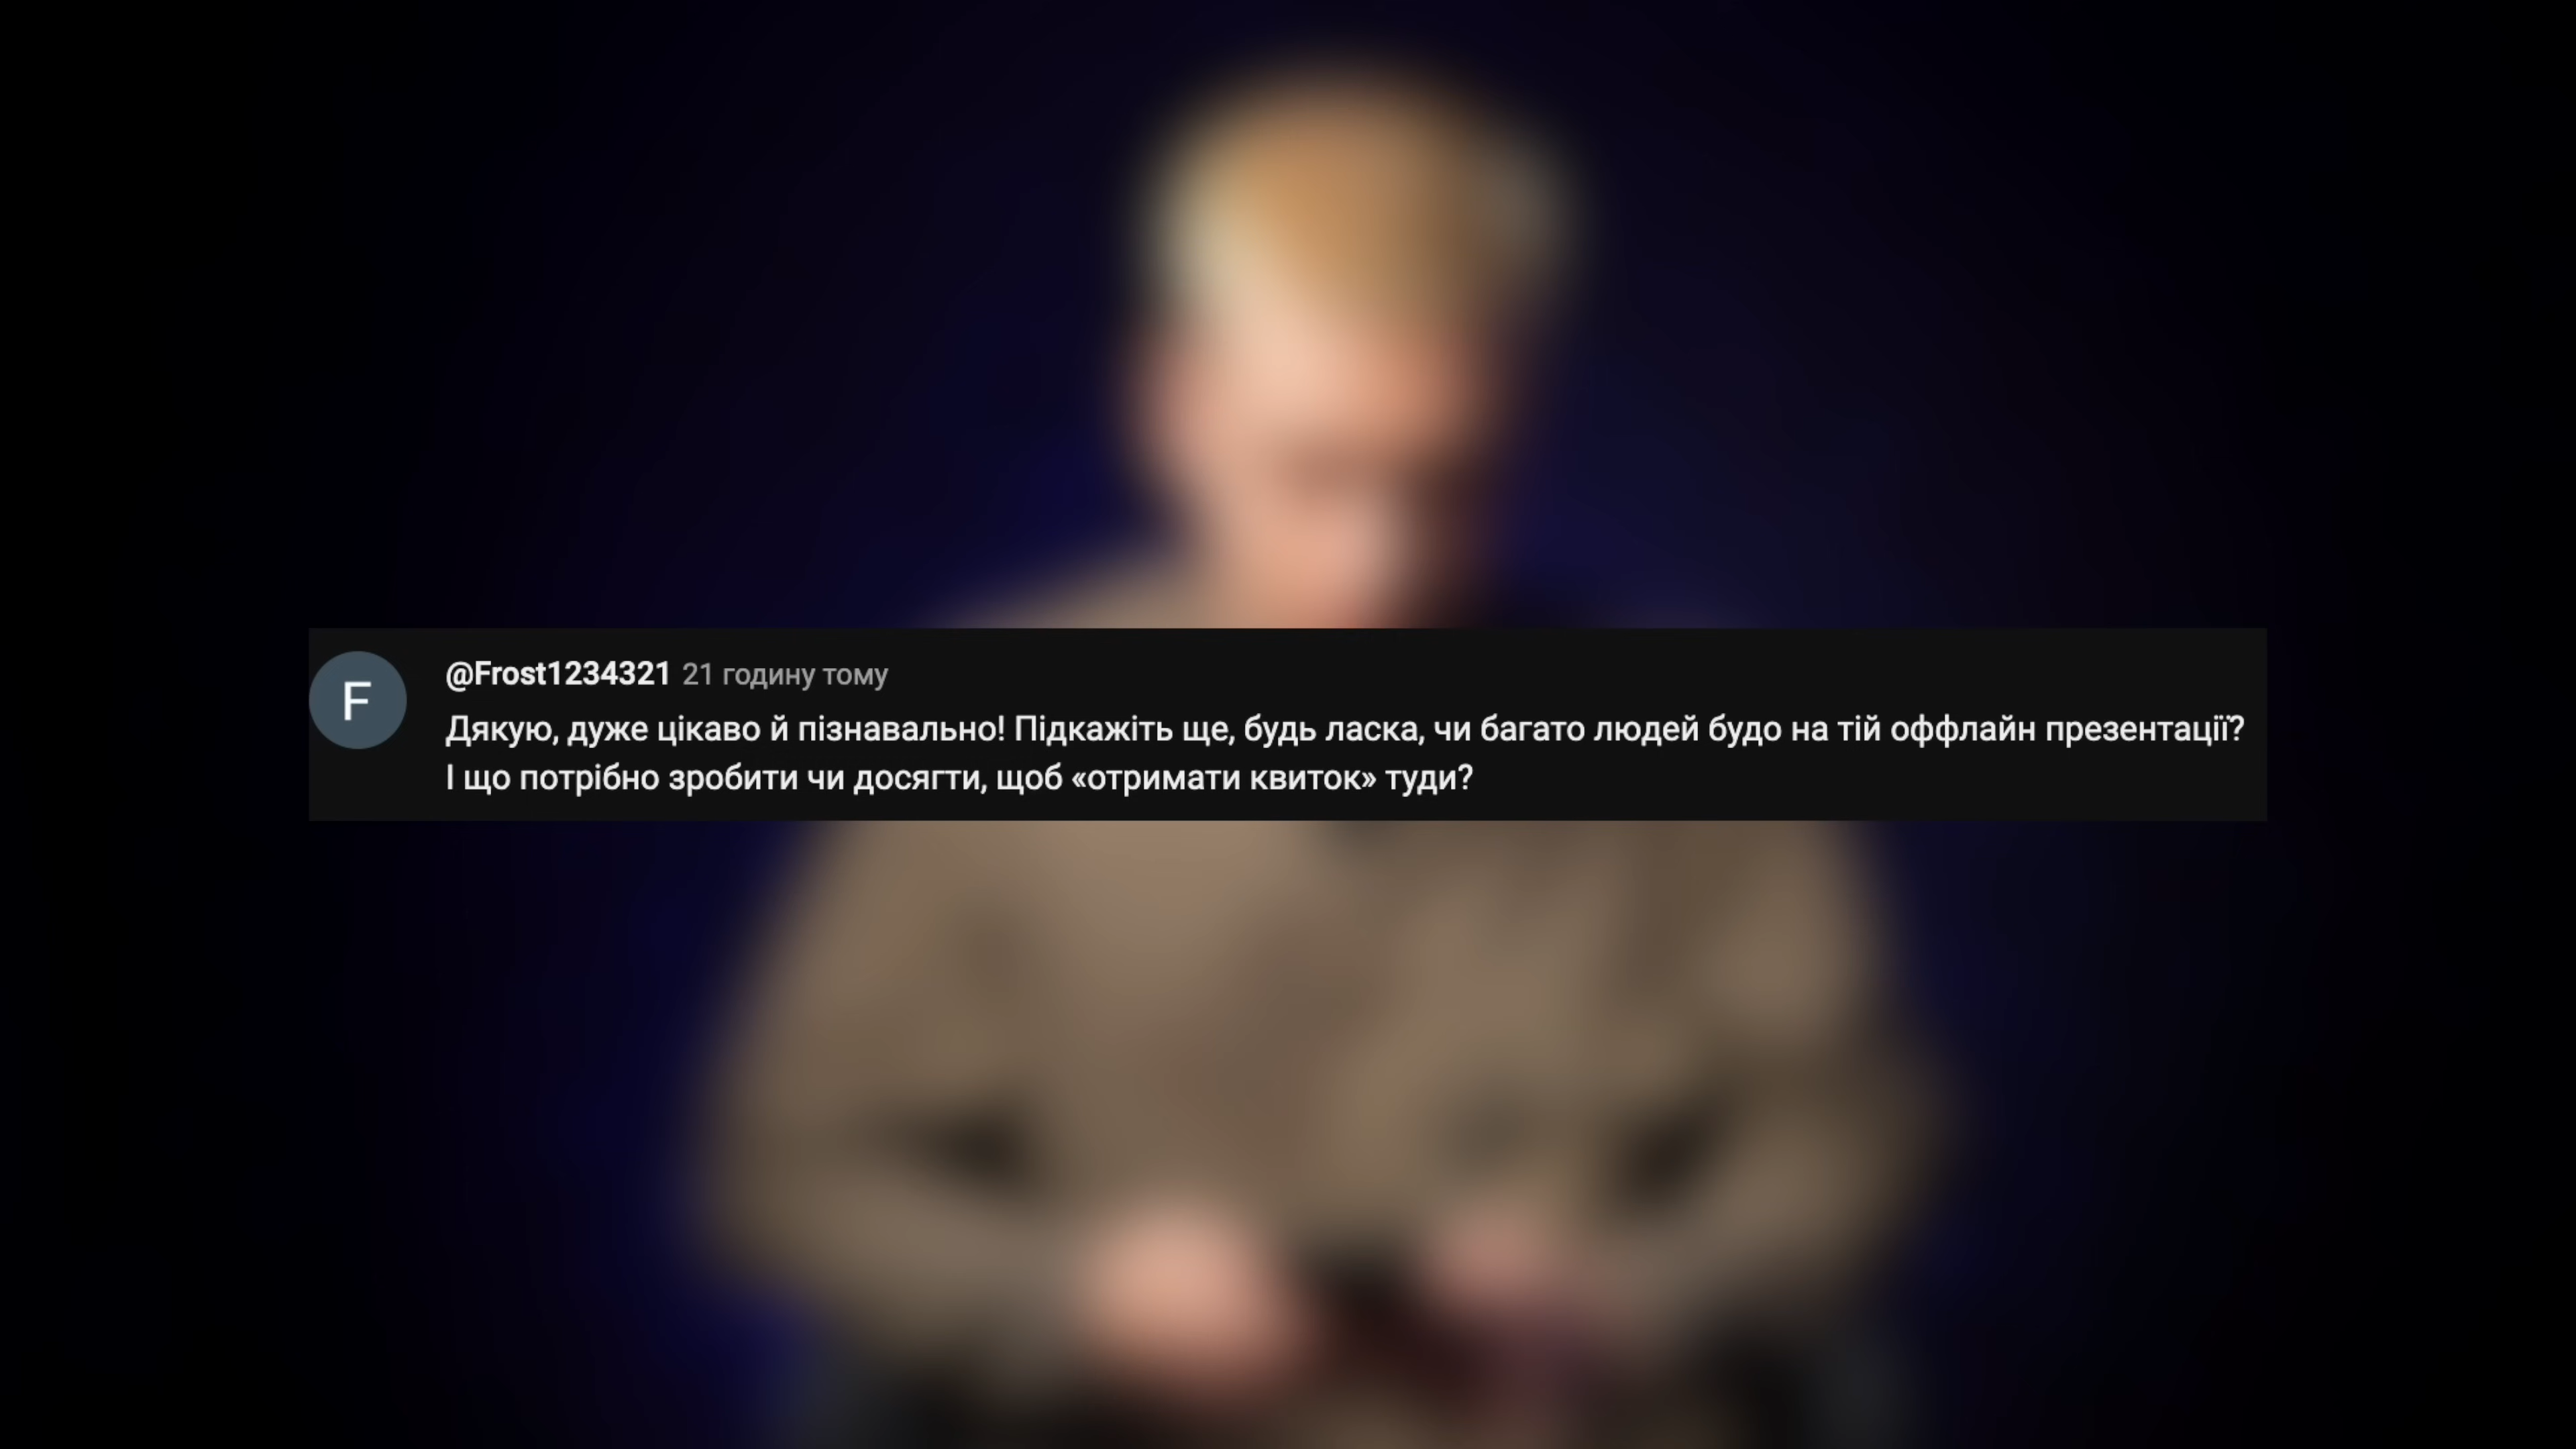 F
@Frost1234321 21 годину тому
Дякую, дуже цікаво й пізнавально! Підкажіть ще, будь ласка, чи багато людей будо на тій оффлайн презентації?
І що потрібно зробити чи досягти, щоб «отримати квиток» туди?